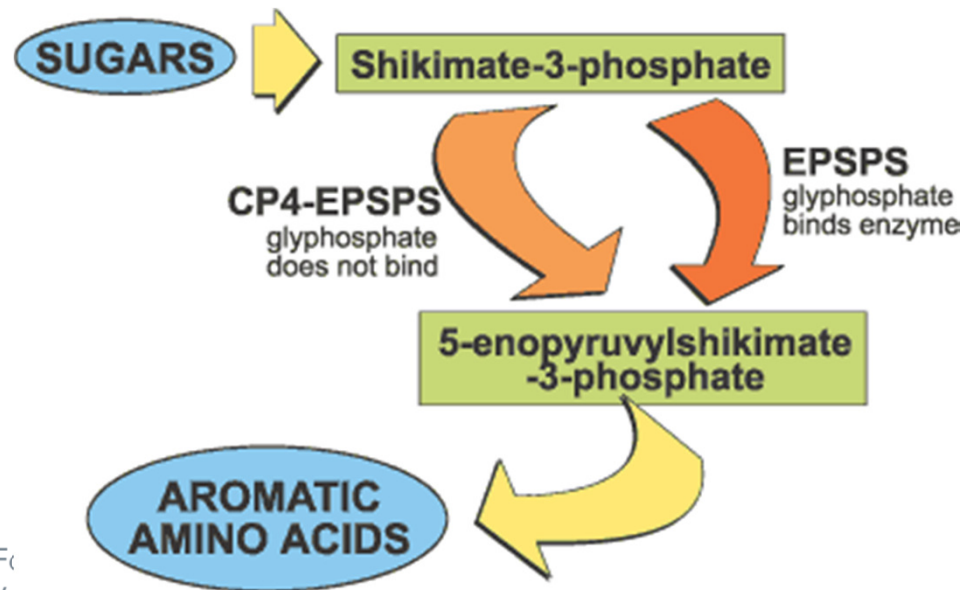 SUGARS
Shikimate-3-phosphate
CP4-EPSPS
glyphosphate
does not bind
EPSPS
glyphosphate
binds enzyme
5-enopyruvylshikimate
-3-phosphate
AROMATIC
AMINO ACIDS